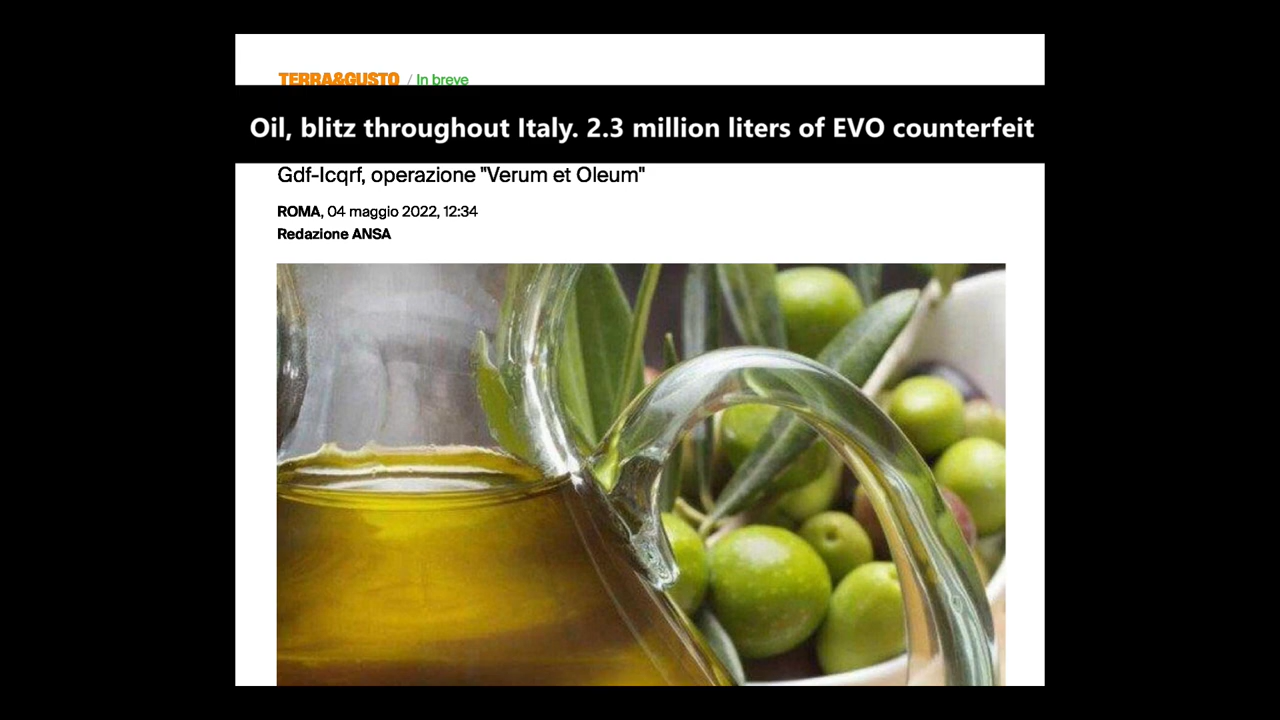 TERRA&GUSTO / In breve
Oil, blitz throughout Italy. 2.3 million liters of EVO counterfeit
Gdf-Icqrf, operazione "Verum et Oleum"
ROMA, 04 maggio 2022, 12:34
Redazione ANSA